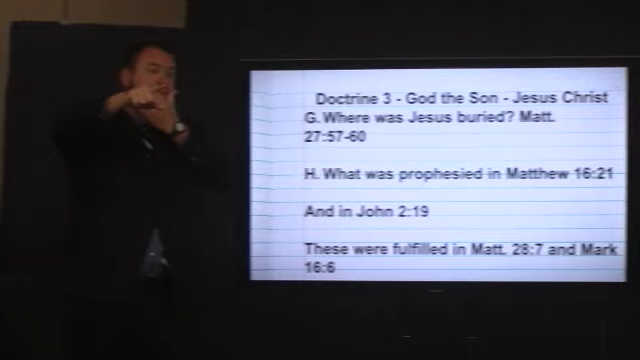 Doctrine 3 - God the Son - Jesus Christ
G. Where was Jesus buried? Matt.
27:57-60
H. What was prophesied in Matthew 16:21
And in John 2:19
These were fulfilled in Matt. 28:7 and Mark
16:6